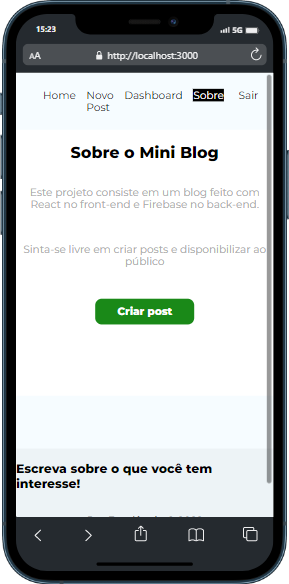 15:23
5G
AA
http://localhost:3000
Home Novo Post Dashboard Sobre Sair
Sobre o Mini Blog
Este projeto consiste em um blog feito com
React no front-end e Firebase no back-end.
Sinta-se livre em criar posts e disponibilizar ao
público
Criar post
Escreva sobre o que você tem
interesse!